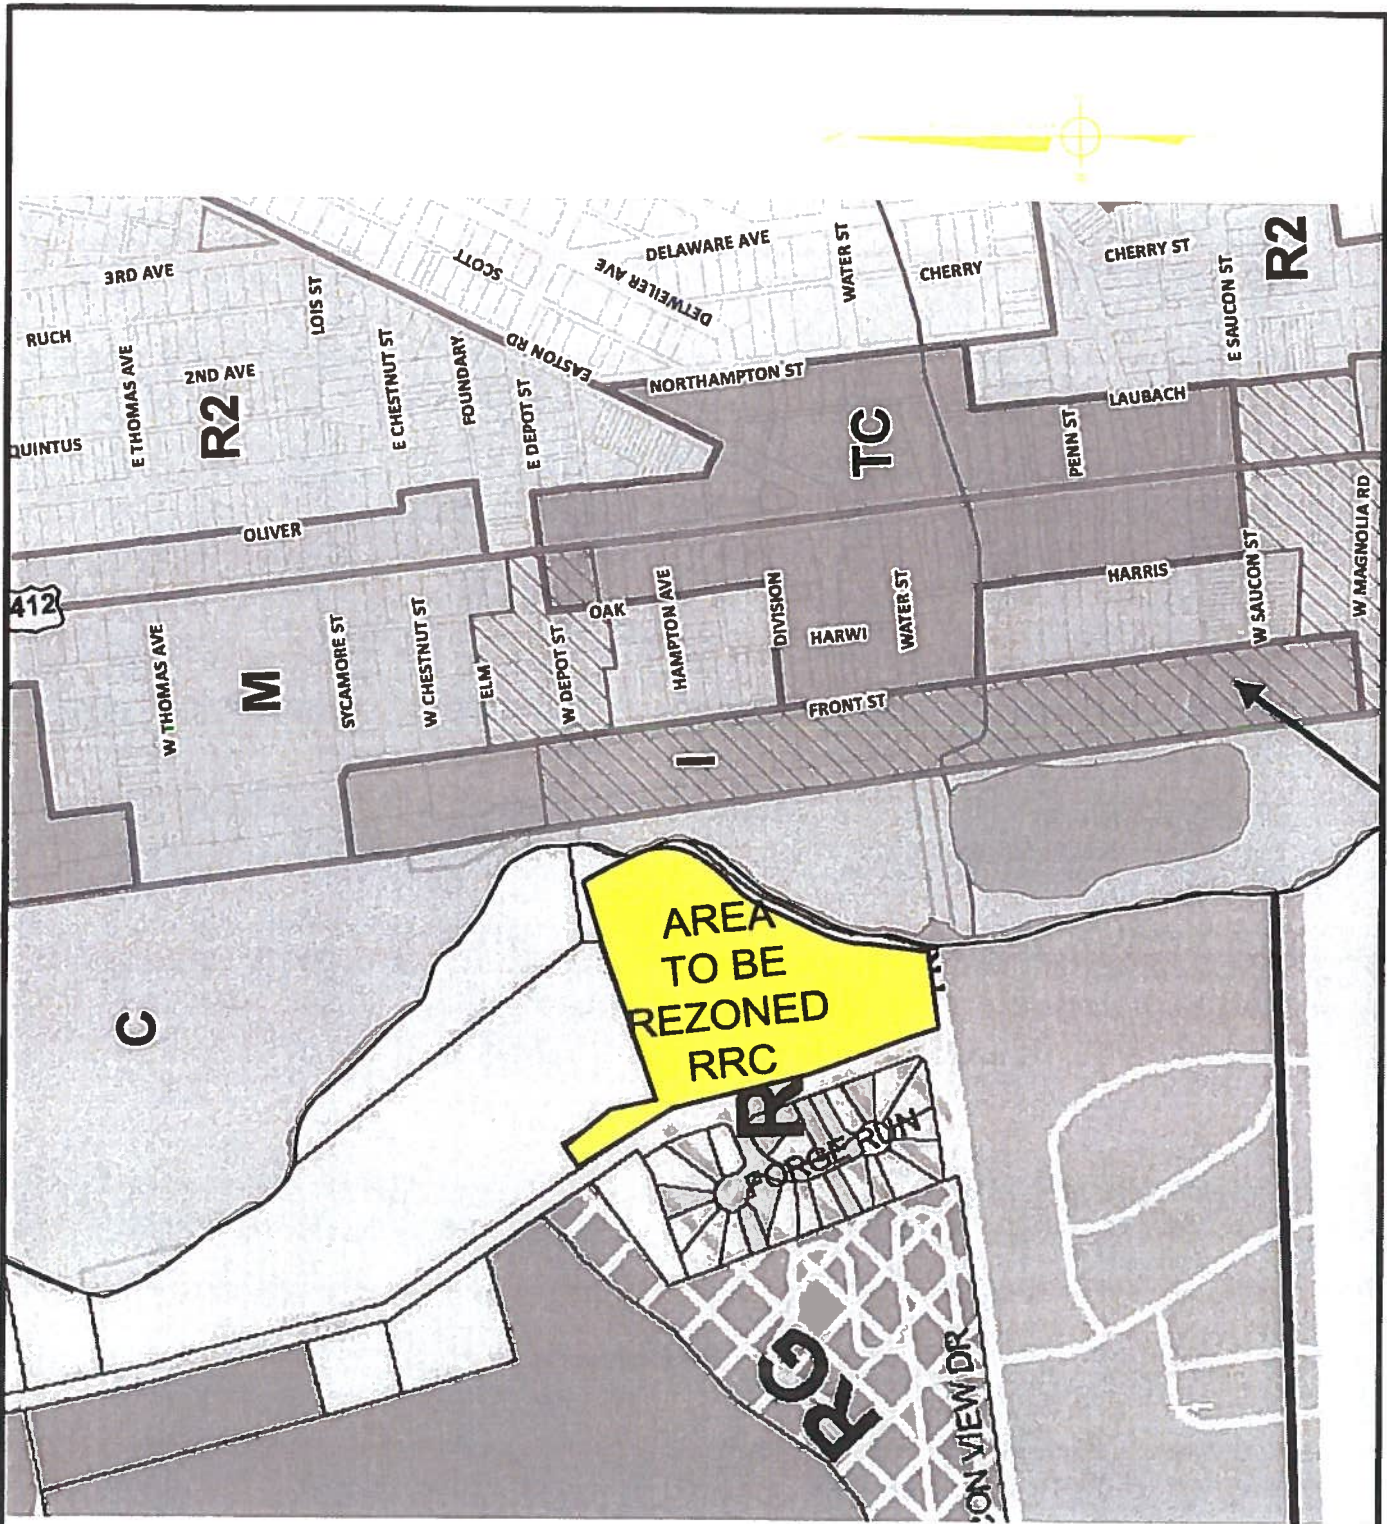 3RD AVE
RUCH
LOIS ST
SCOTT
DETWEILER AVE
DELAWARE AVE
WATER ST
CHERRY
CHERRY ST
E SAUCON ST
R2
QUINTUS
E THOMAS AVE
2ND AVE
R2
E CHESTNUT ST
FOUNDARY
E DEPOT ST
EASTON RD
NORTHAMPTON ST
TC
PENN ST
LAUBACH
W MAGNOLIA RD
OLIVER
412
W THOMAS AVE
M
SYCAMORE ST
W CHESTNUT ST
ELM
W DEPOT ST
OAK
HAMPTON AVE
DIVISION
HARWI
WATER ST
HARRIS
W SAUCON ST
FRONT ST
I
C
AREA
TO BE
REZONED
RRC
FORGE RUN
RG
ON VIEW DR